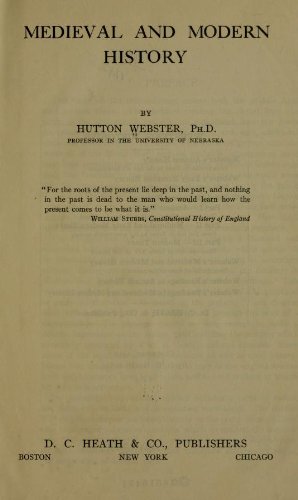 MEDIEVAL AND MODERN
HISTORY
BY
HUTTON WEBSTER, PH.D.
PROFESSOR IN THE UNIVERSITY OF NEBRASKA
"For the roots of the present lie deep in the past, and nothing
in the past is dead to the man who would learn how the
present comes to be what it is."
WILLIAM STUBBS, Constitutional History of England
D. C. HEATH & CO., PUBLISHERS
BOSTON NEW YORK CHICAGO